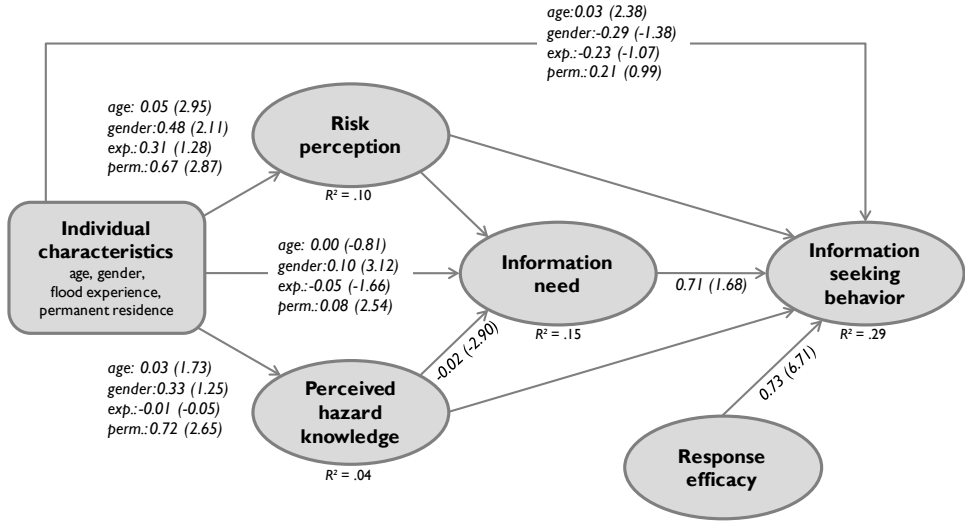 age:0.03 (2.38)
gender:-0.29 (-1.38)
exp.:-0.23 (-1.07)
perm.:0.21 (0.99)
age: 0.05 (2.95)
gender:0.48 (2.11)
exp.:0.31 (1.28)
perm.:0.67 (2.87)
Risk
perception
R² = .10
Individual
characteristics
age, gender,
flood experience,
permanent residence
age: 0.00 (-0.81)
gender:0.10 (3.12)
exp.:-0.05 (-1.66)
perm.:0.08 (2.54)
Information
need
R² = .15
0.71 (1.68)
Information
seeking
behavior
R² = .29
-0.02 (-2.90)
0.73 (6.71)
age: 0.03 (1.73)
gender:0.33 (1.25)
exp.:-0.01 (-0.05)
perm.:0.72 (2.65)
Perceived
hazard
knowledge
R² = .04
Response
efficacy